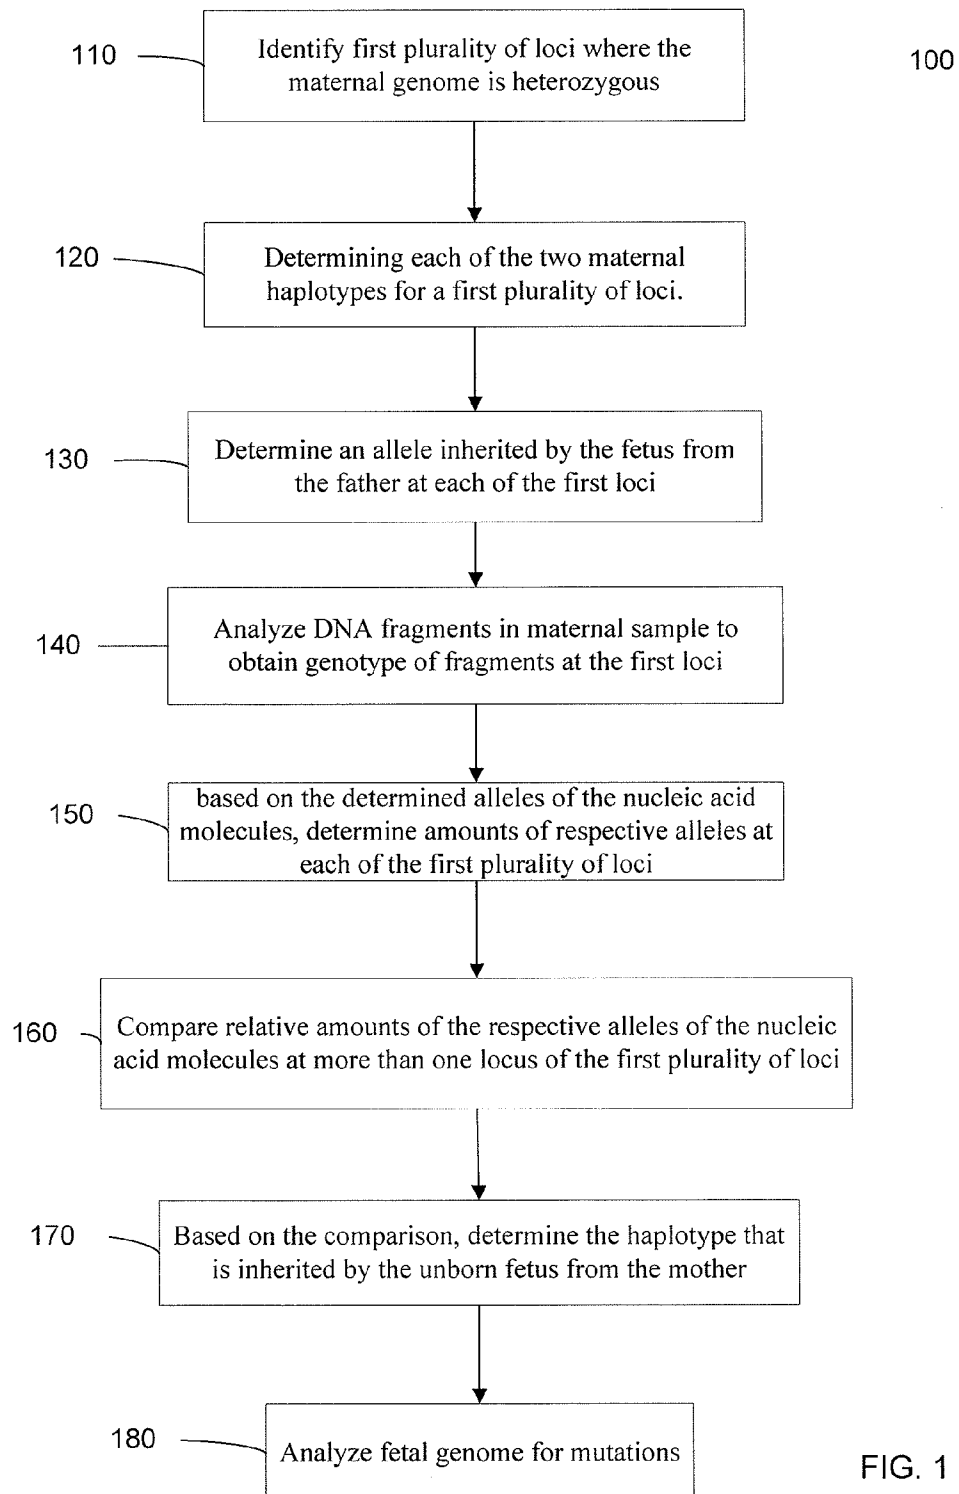 110
Identify first plurality of loci where the
maternal genome is heterozygous
100
120
Determining each of the two maternal
haplotypes for a first plurality of loci.
130
Determine an allele inherited by the fetus from
the father at each of the first loci
140
Analyze DNA fragments in maternal sample to
obtain genotype of fragments at the first loci
150
based on the determined alleles of the nucleic acid
molecules, determine amounts of respective alleles at
each of the first plurality of loci
160
Compare relative amounts of the respective alleles of the nucleic
acid molecules at more than one locus of the first plurality of loci
170
Based on the comparison, determine the haplotype that
is inherited by the unborn fetus from the mother
180
Analyze fetal genome for mutations
FIG. 1